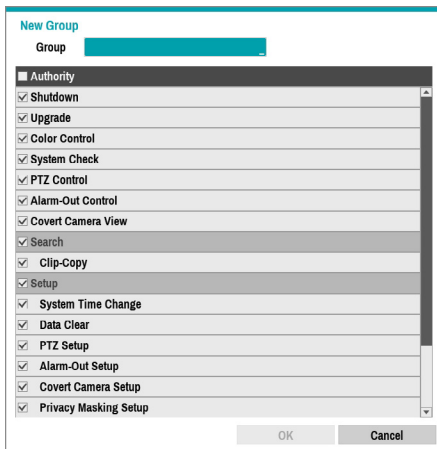 New Group
Group
Authority
Shutdown
Upgrade
Color Control
System Check
PTZ Control
Alarm-Out Control
Covert Camera View
Search
Clip-Copy
Setup
System Time Change
Data Clear
PTZ Setup
Alarm-Out Setup
Covert Camera Setup
Privacy Masking Setup
OK Cancel